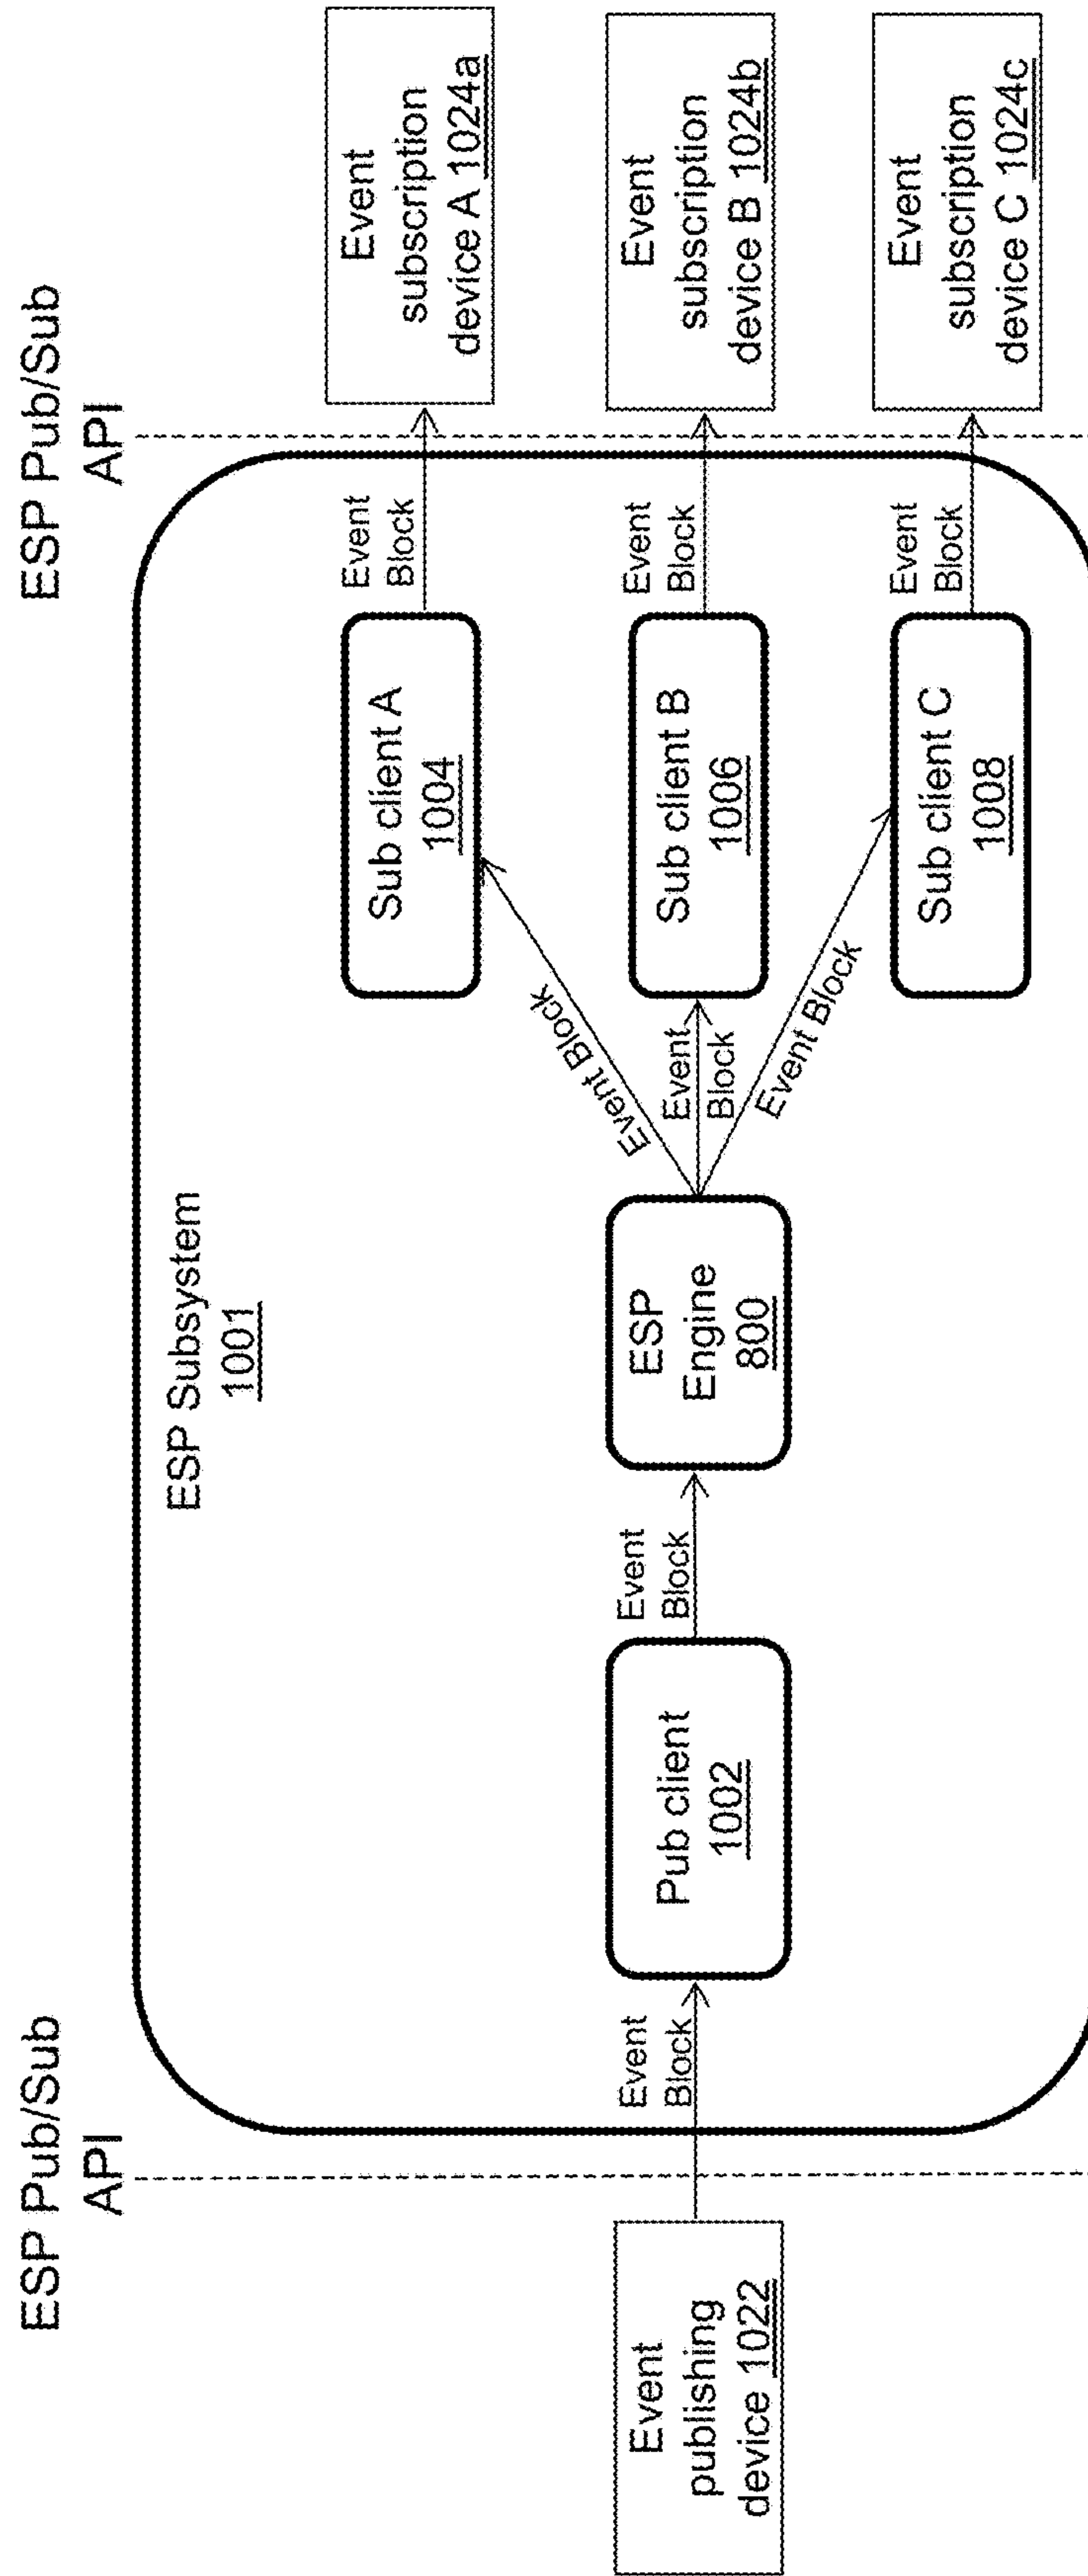 ESP Pub/Sub
API
ESP Pub/Sub
API
ESP Subsystem
1001
Event
publishing
device 1022
Event
Block
Pub client
1002
Event
Block
ESP
Engine
800
Event Block
Event
Block
Event Block
Sub client A
1004
Event
Block
Event
subscription
device A 1024a
Sub client B
1006
Event
Block
Event
subscription
device B 1024b
Sub client C
1008
Event
Block
Event
subscription
device C 1024c